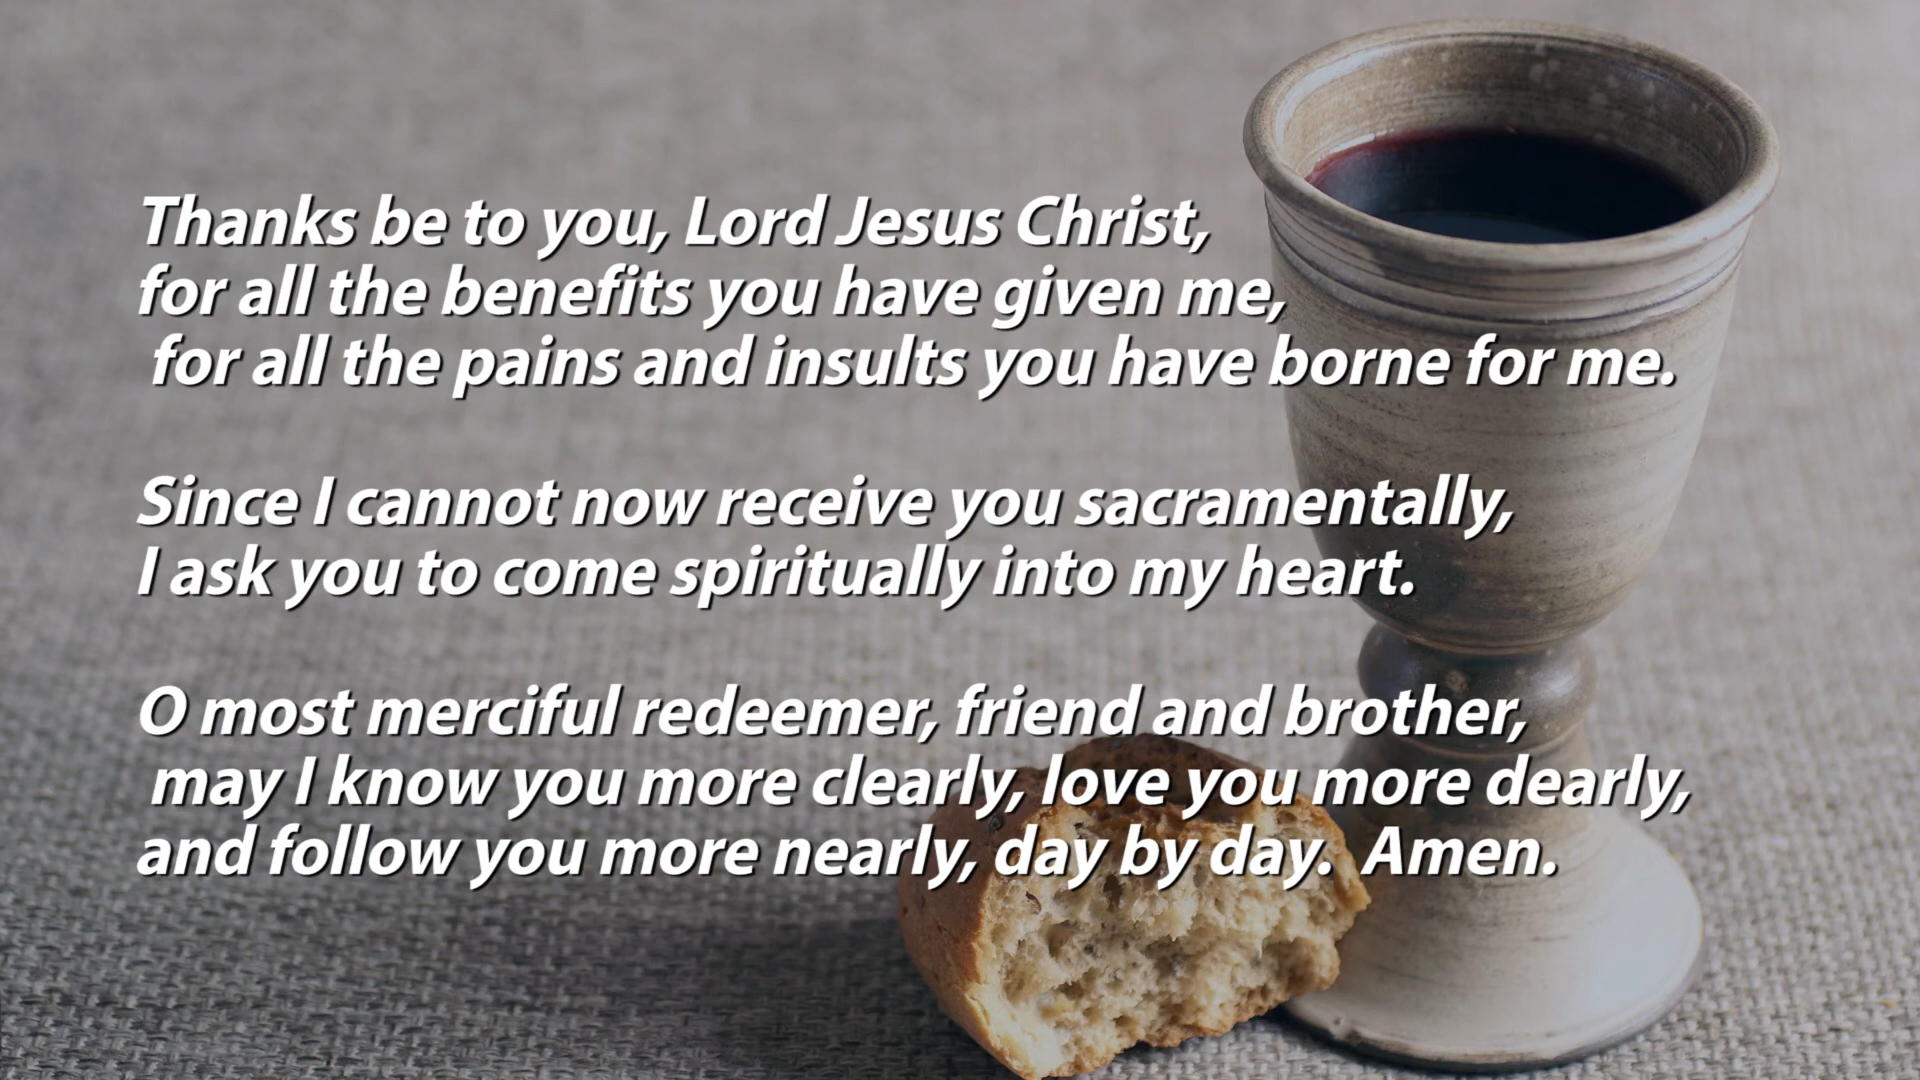 Thanks be to you, Lord Jesus Christ,
for all the benefits you have given me,
for all the pains and insults you have borne for me.
Since I cannot now receive you sacramentally,
I ask you to come spiritually into my heart.
O most merciful redeemer, friend and brother,
may I know you more clearly, love you more dearly,
and follow you more nearly, day by day.  Amen.